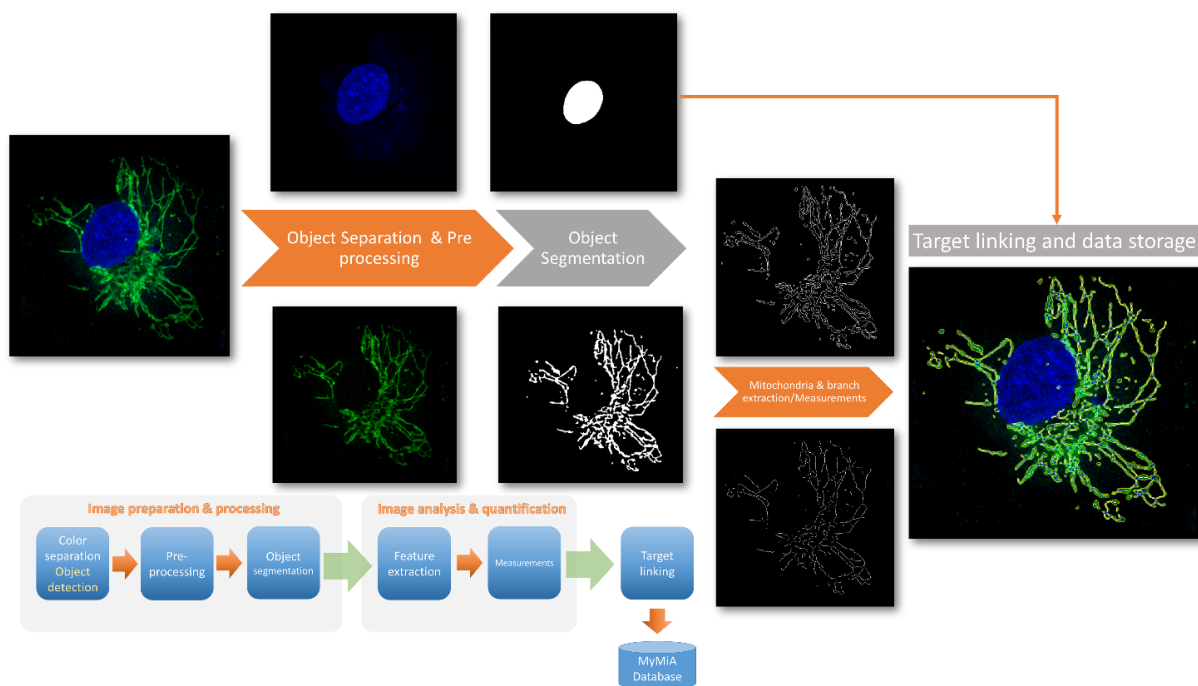 Object Separation & Pre
processing
Object
Segmentation
Target linking and data storage
Mitochondria & branch
extraction/Measurements
Image preparation & processing
Image analysis & quantification
Color
separation
Object
detection
Pre-
processing
Object
segmentation
Feature
extraction
Measurements
Target
linking
MyMiA
Database